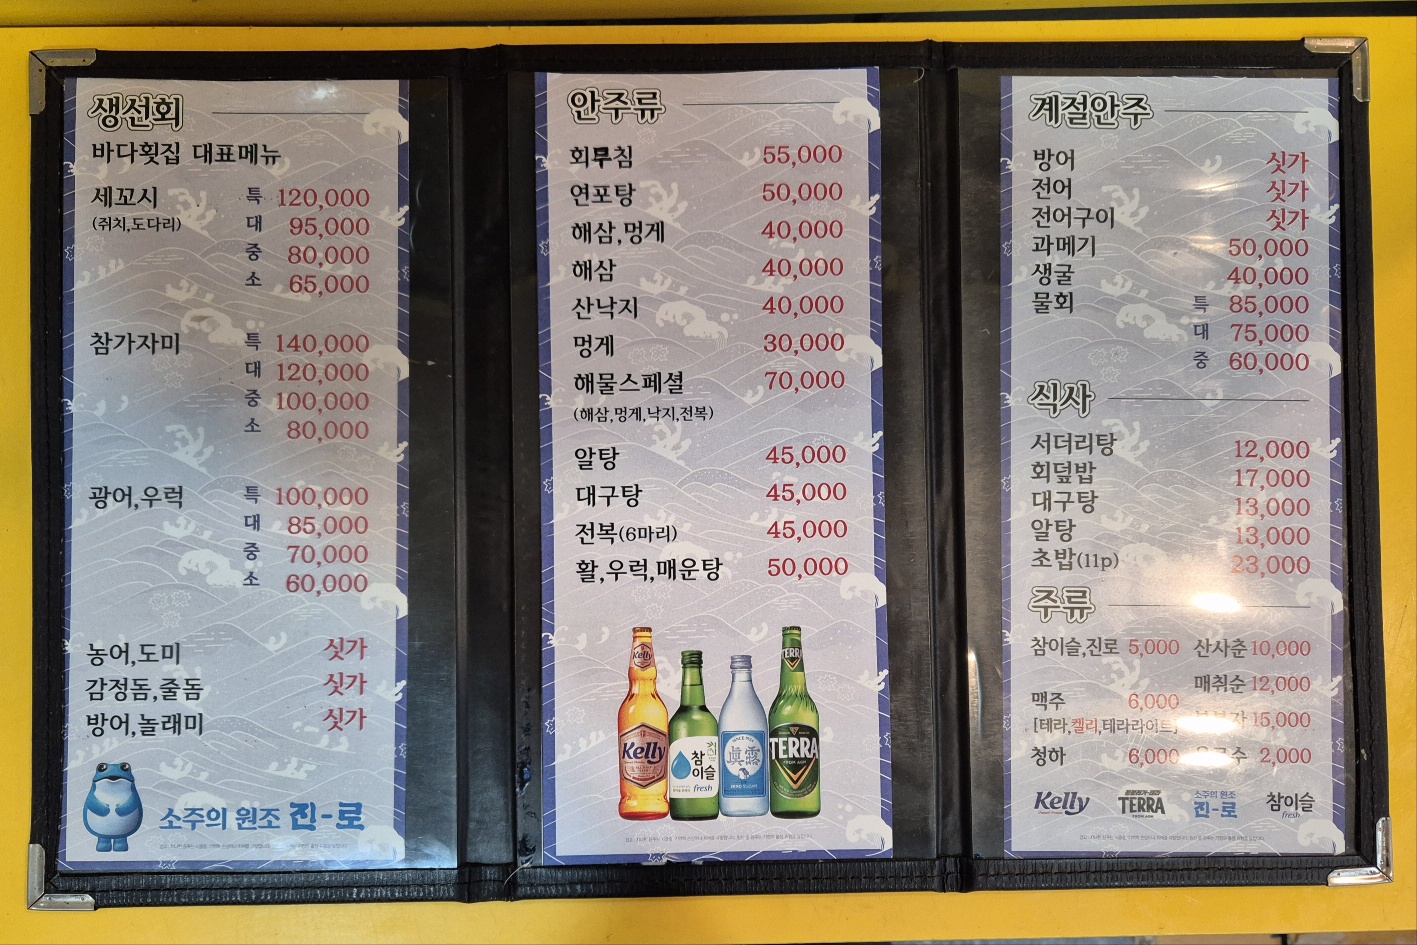 생선회
바다횟집 대표메뉴
세꼬시 특 120,000
(쥐치,도다리) 대 95,000
중 80,000
소 65,000
참가자미 특 140,000
대 120,000
중 100,000
소 80,000
광어,우럭 특 100,000
대 85,000
중 70,000
소 60,000
농어,도미 싯가
감정돔,줄돔 싯가
방어,놀래미 싯가
소주의 원조 진-로
안주류
회무침 55,000
연포탕 50,000
해삼,멍게 40,000
해삼 40,000
산낙지 40,000
멍게 30,000
해물스페셜 70,000
(해삼,멍게,낙지,전복)
알탕 45,000
대구탕 45,000
전복(6마리) 45,000
활,우럭,매운탕 50,000
Kelly
Kelly
참이슬
fresh
眞露
ZERO SUGAR
TERRA
TERRA
FROM AGM
계절안주
방어 싯가
전어 싯가
전어구이 싯가
과메기 50,000
생굴 40,000
물회 특 85,000
대 75,000
중 60,000
식사
서더리탕 12,000
회덮밥 17,000
대구탕 13,000
알탕 13,000
초밥(11p) 23,000
주류
참이슬,진로 5,000 산사춘 10,000
매취순 12,000
맥주 6,000
[테라,켈리,테라라이트] 15,000
청하 6,000 2,000
Kelly
TERRA
FROM AGM
소주의 원조
진-로
참이슬
fresh